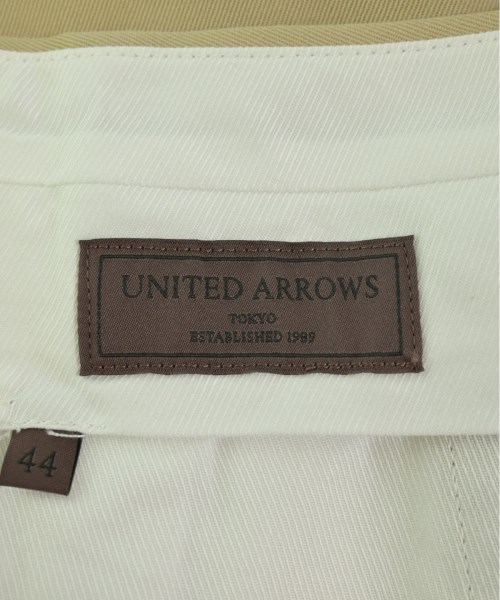 UNITED ARROWS
TOKYO
ESTABLISHED 1989
44